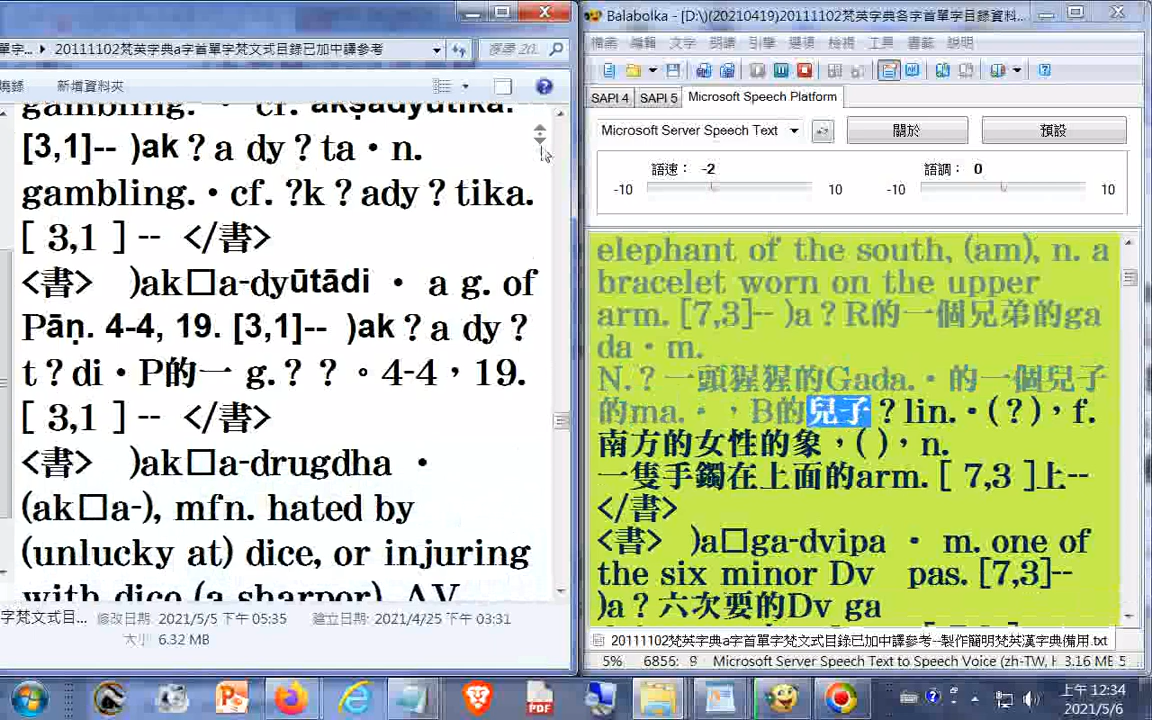 單字... ▸ 20111102梵英字典a字首單字梵文式目錄已加中譯參考
搜尋 20...
燒錄 新增資料夾
gambling. • cf. akṣadyūtika.
[3,1]-- )ak？a dy？ta • n.
gambling. • cf. ?k？ady？tika.
[ 3,1 ] -- </書>
<書> )ak□a-dyūtādi • a g. of
Pāṇ. 4-4, 19. [3,1]-- )ak？a dy？
t？di • P的一 g.？？。4-4，19.
[ 3,1 ] -- </書>
<書> )ak□a-drugdha •
(ak□a-), mfn. hated by
(unlucky at) dice, or injuring
with dice (a sharper), AV.
字梵文式目... 修改日期: 2021/5/5 下午 05:35 建立日期: 2021/4/25 下午 03:31
大小: 6.32 MB
Balabolka - [D:\)(20210419)20111102梵英字典各字首單字目錄資料...
檔案 編輯 文字 朗讀 引擎 選項 檢視 工具 書籤 說明
SAPI 4 SAPI 5 Microsoft Speech Platform
Microsoft Server Speech Text 關於 預設
語速: -2 語調: 0
-10 10 -10 10
elephant of the south, (am), n. a
bracelet worn on the upper
arm. [7,3]-- )a？R的一個兄弟的ga
da • m.
N.？一頭猩猩的Gada. • 的一個兒子
的ma. •，B的兒子？lin. • (？)，f.
南方的女性的象，( )，n.
一隻手鐲在上面的arm. [ 7,3 ]上--
</書>
<書> )a□ga-dvipa • m. one of
the six minor Dv pas. [7,3]--
)a？六次要的Dv ga
20111102梵英字典a字首單字梵文式目錄已加中譯參考--製作簡明梵英漢字典備用.txt
5% 6855: 9 Microsoft Server Speech Text to Speech Voice (zh-TW, H 3.16 MB 5
上午 12:34
2021/5/6